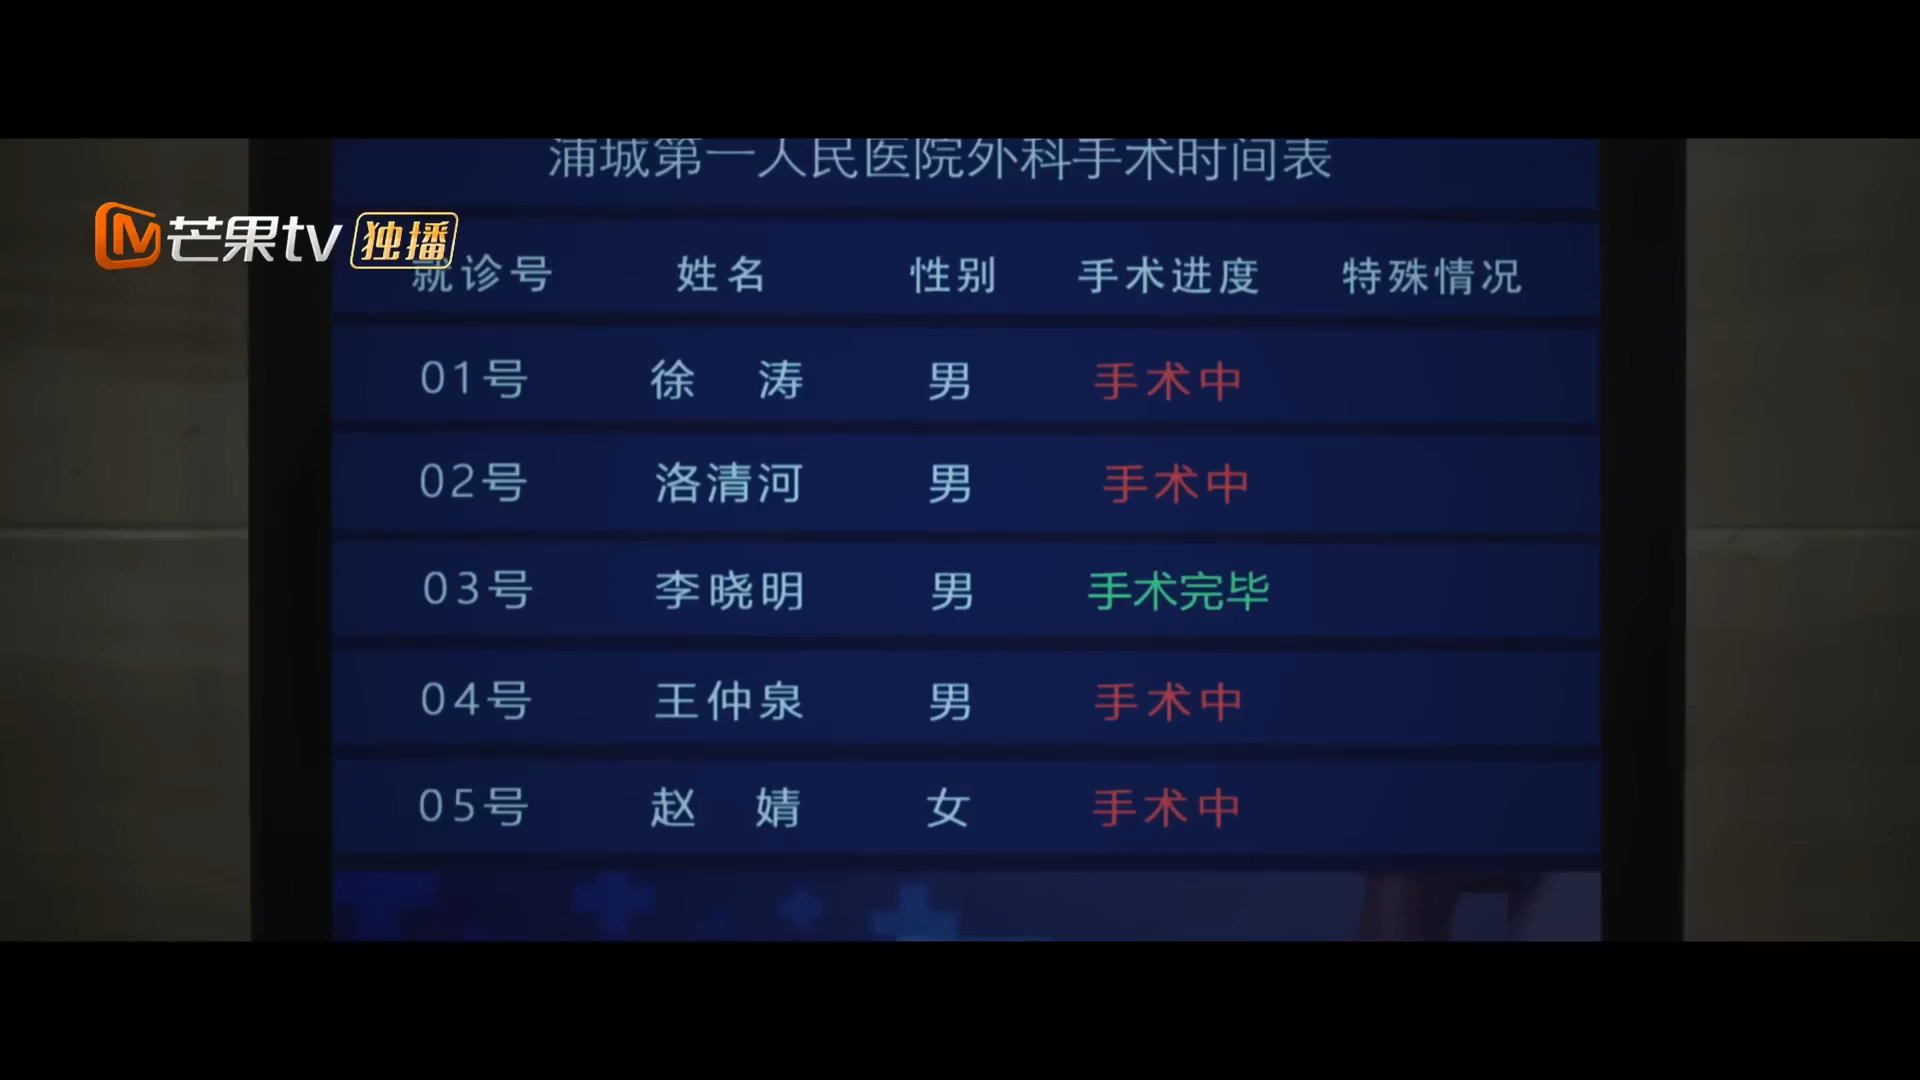 浦城第一人民医院外科手术时间表
芒果tv 独播
就诊号 姓名 性别 手术进度 特殊情况
01号 徐 涛 男 手术中
02号 洛清河 男 手术中
03号 李晓明 男 手术完毕
04号 王仲泉 男 手术中
05号 赵 婧 女 手术中